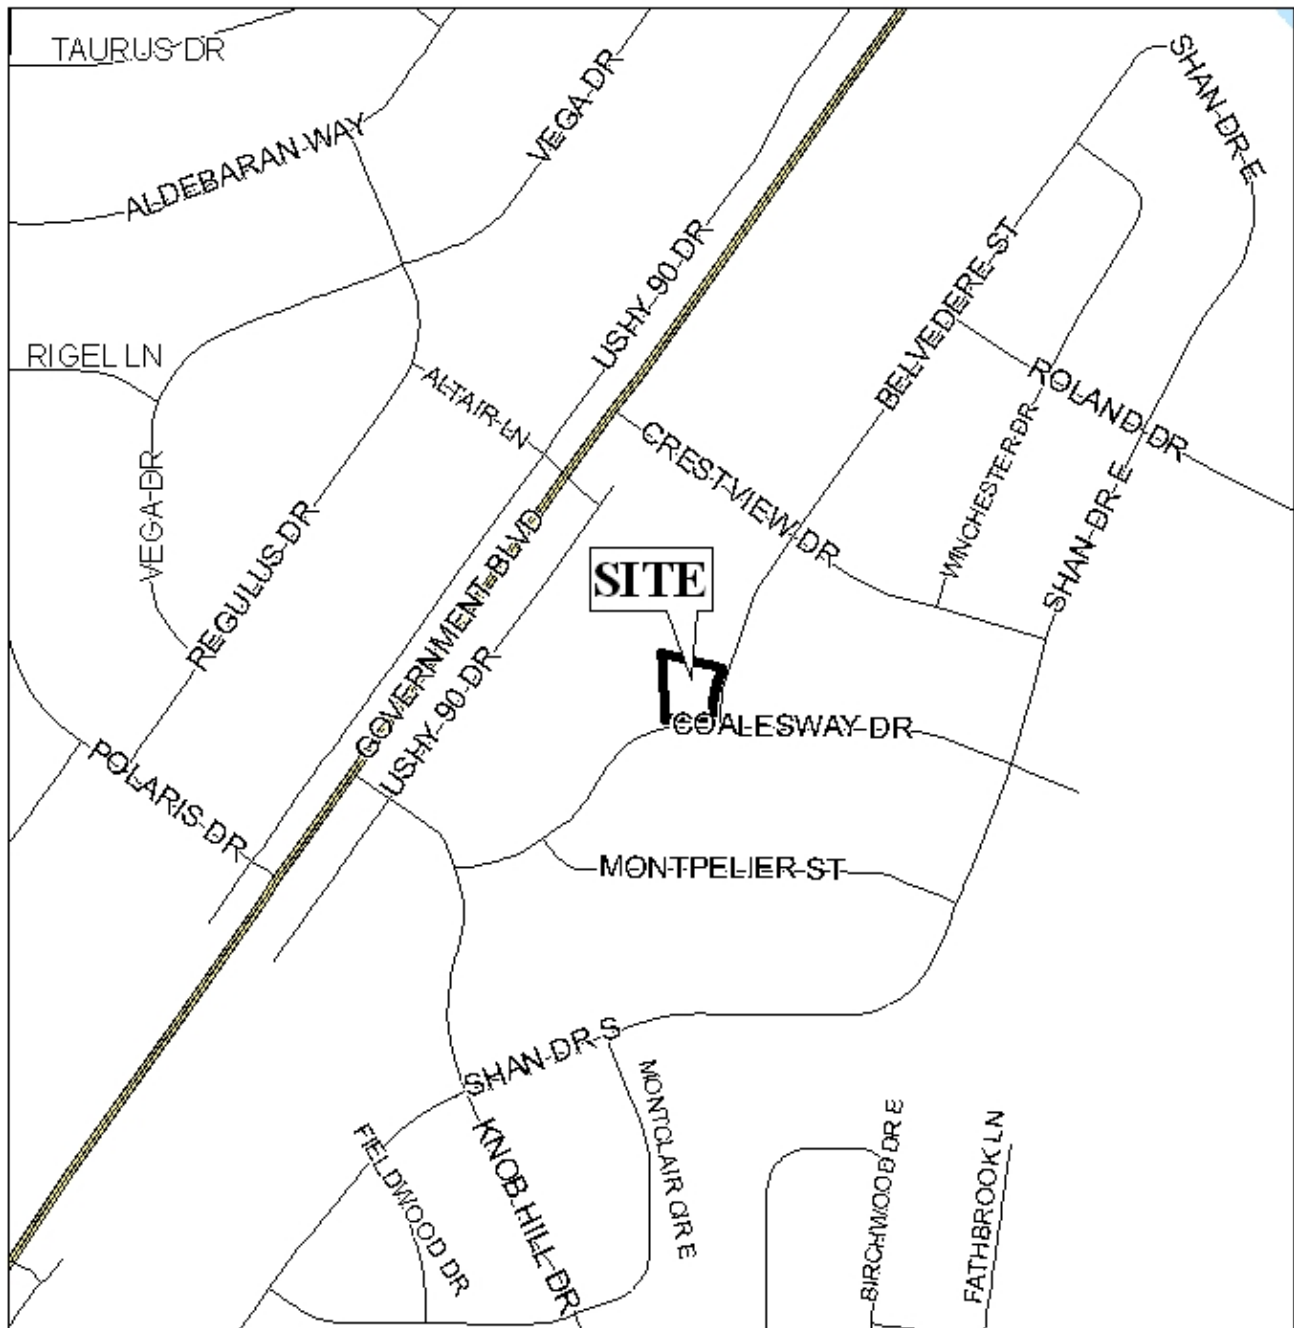 TAURUS DR
SHAN DR E
VEGA DR
ALDEBARAN WAY
USHY 90 DR
BELVEDERE ST
RIGEL LN
ALTAIR LN
ROLAND DR
CRESTVIEW DR
WINCHESTER DR
VEGA DR
REGULUS DR
SHAN DR E
GOVERNMENT BLVD
SITE
USHY 90 DR
COALESWAY DR
POLARIS DR
MONTPELIER ST
SHAN DR S
MONTCLAIR CIR E
FIELDWOOD DR
KNOB HILL DR
BIRCHWOOD DR E
FATHBROOK LN